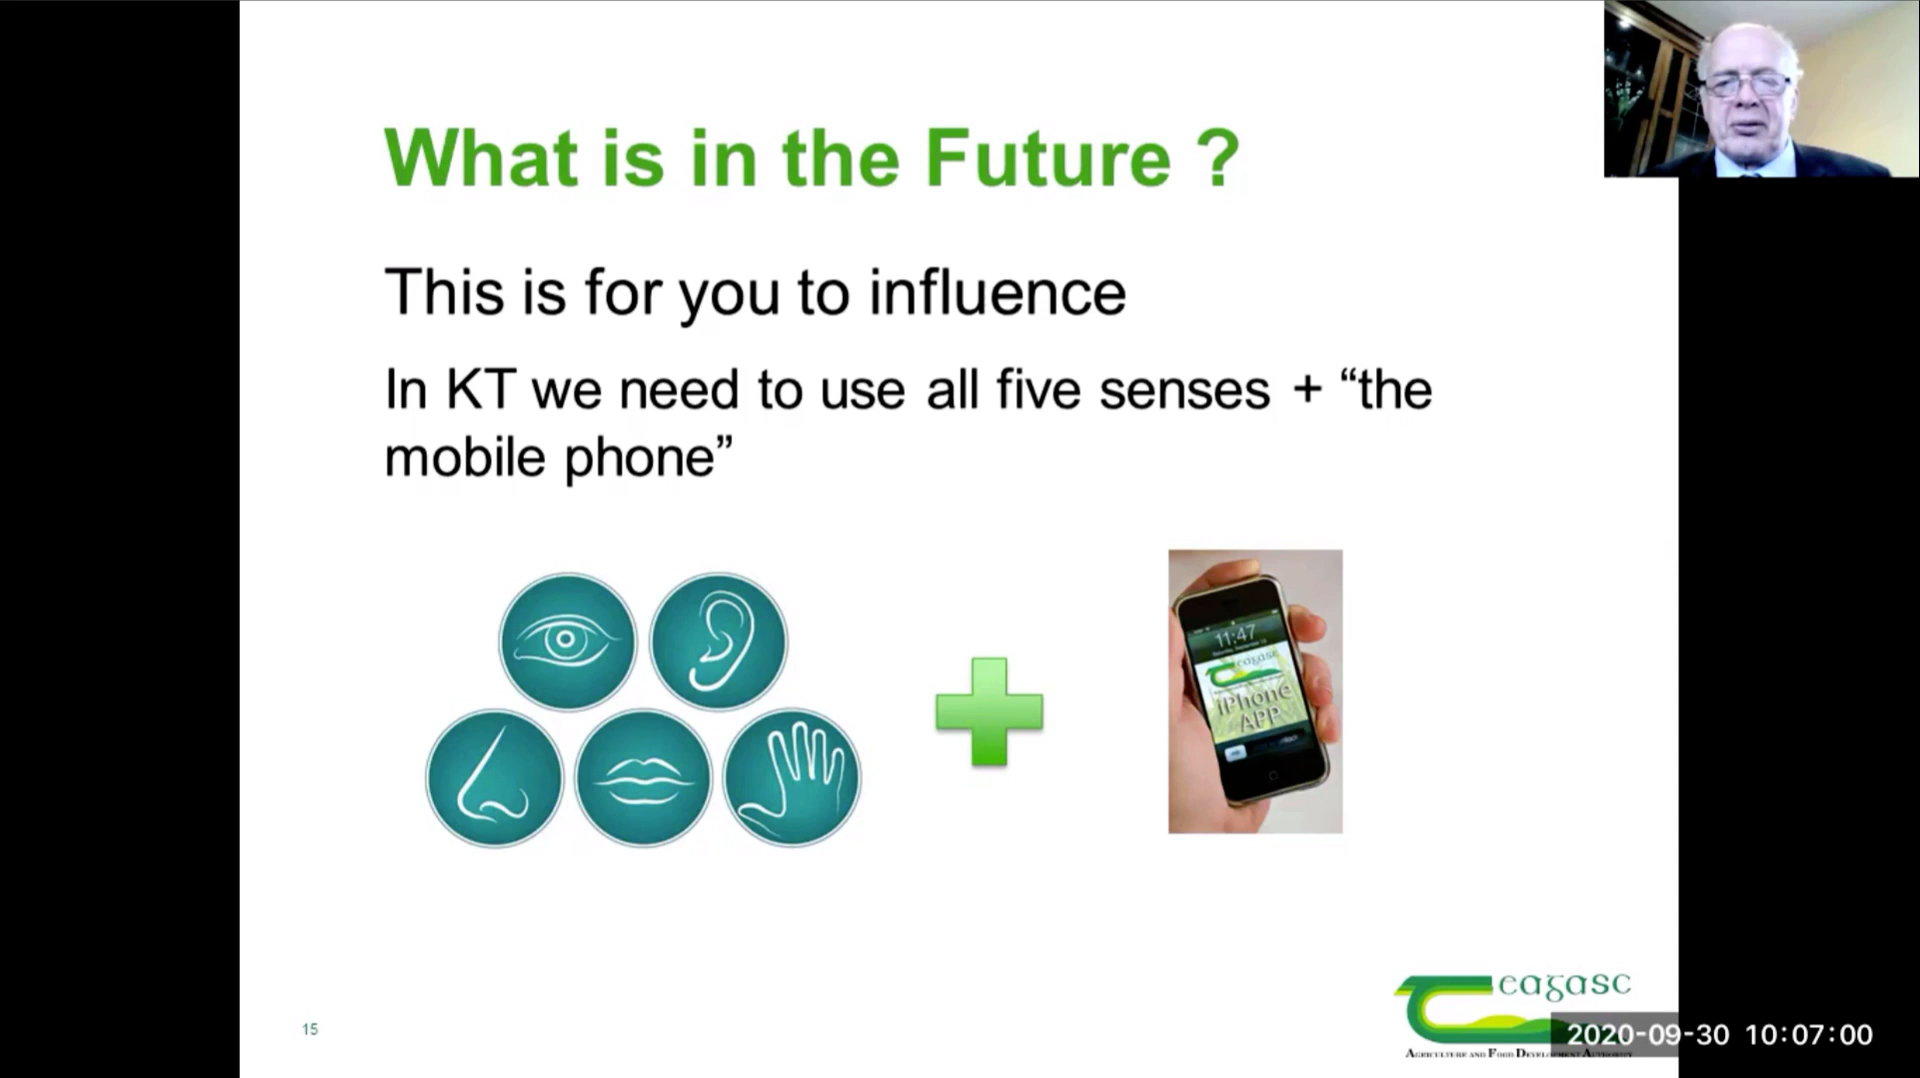 What is in the Future ?
This is for you to influence
In KT we need to use all five senses + “the
mobile phone”
11:47
eagasc
iPhone
APP
15
eagasc
AGRICULTURE AND FOOD DEVELOPMENT AUTHORITY
2020-09-30 10:07:00